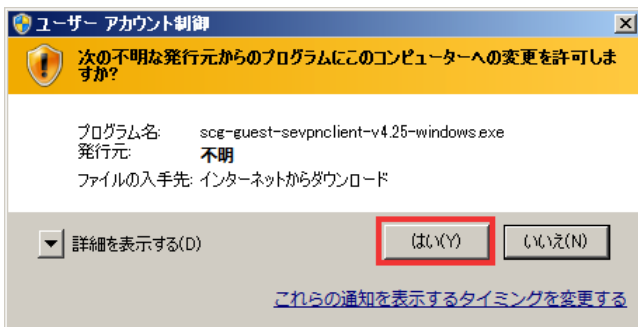 ユーザー アカウント制御
次の不明な発行元からのプログラムにこのコンピューターへの変更を許可しま
すか?
プログラム名: scg-guest-sevpnclient-v4.25-windows.exe
発行元: 不明
ファイルの入手先: インターネットからダウンロード
詳細を表示する(D) はい(Y) いいえ(N)
これらの通知を表示するタイミングを変更する